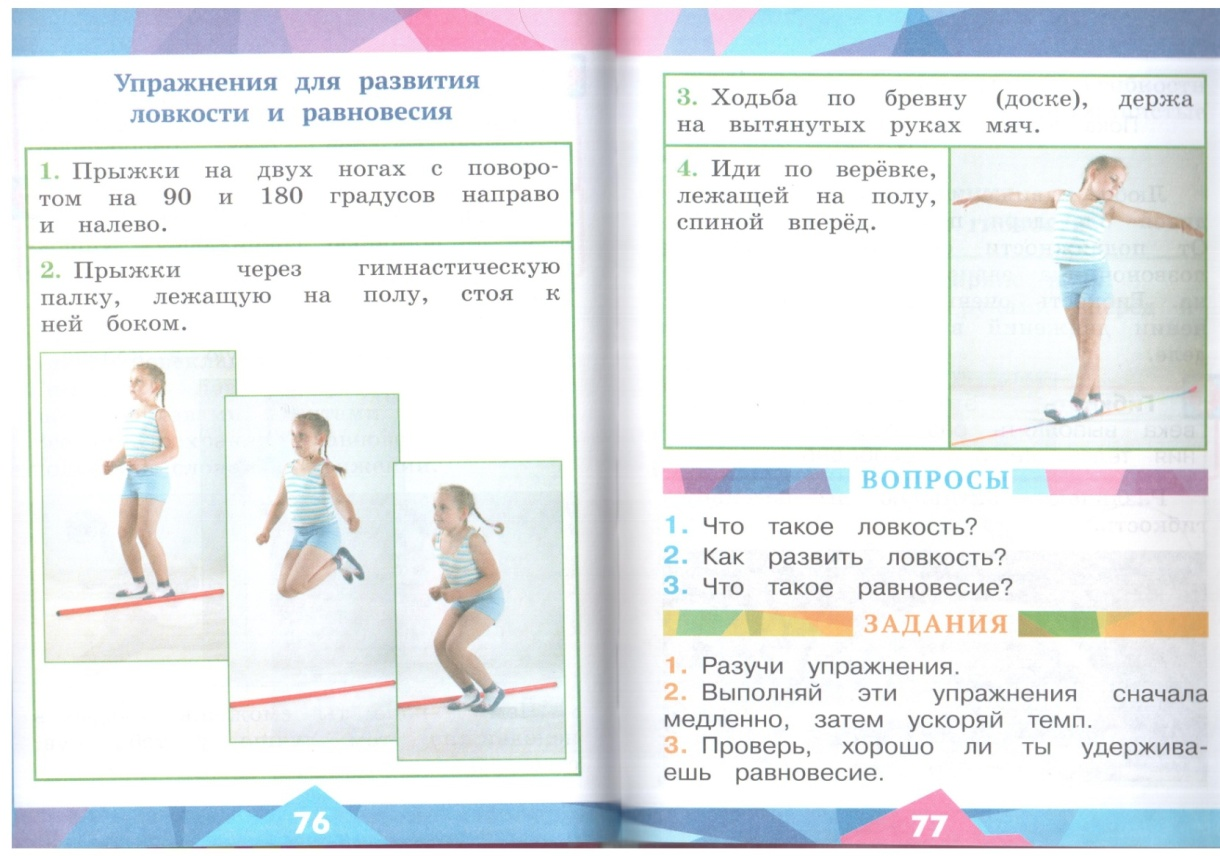 Упражнения для развития
ловкости и равновесия
1. Прыжки на двух ногах с поворо-
том на 90 и 180 градусов направо
и налево.
2. Прыжки через гимнастическую
палку, лежащую на полу, стоя к
ней боком.
76
3. Ходьба по бревну (доске), держа
на вытянутых руках мяч.
4. Иди по верёвке,
лежащей на полу,
спиной вперёд.
ВОПРОСЫ
1. Что такое ловкость?
2. Как развить ловкость?
3. Что такое равновесие?
ЗАДАНИЯ
1. Разучи упражнения.
2. Выполняй эти упражнения сначала
медленно, затем ускоряй темп.
3. Проверь, хорошо ли ты удержива-
ешь равновесие.
77